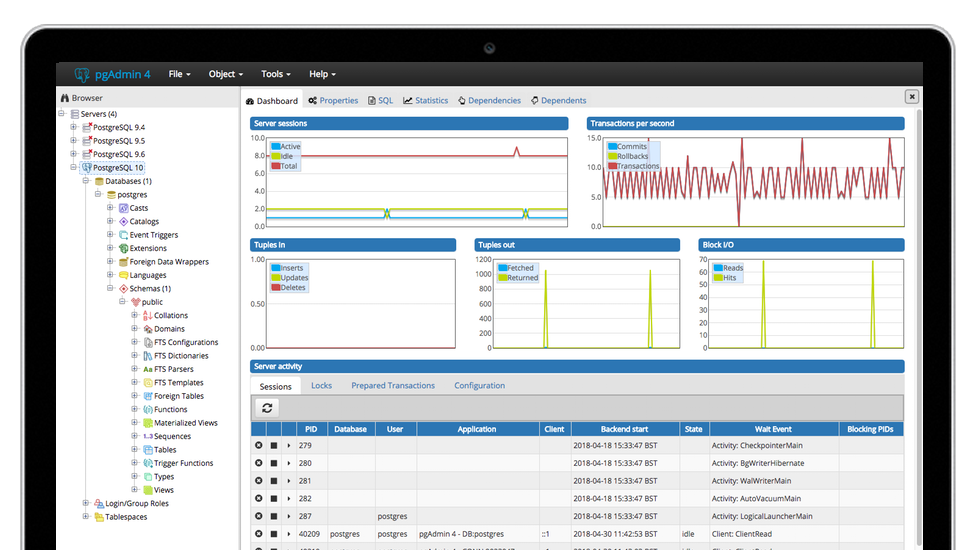 pgAdmin 4 File Object Tools Help
Browser
Servers (4)
PostgreSQL 9.4
PostgreSQL 9.5
PostgreSQL 9.6
PostgreSQL 10
Databases (1)
postgres
Casts
Catalogs
Event Triggers
Extensions
Foreign Data Wrappers
Languages
Schemas (1)
public
Collations
Domains
FTS Configurations
FTS Dictionaries
FTS Parsers
FTS Templates
Foreign Tables
Functions
Materialized Views
Sequences
Tables
Trigger Functions
Types
Views
Login/Group Roles
Tablespaces
Dashboard Properties SQL Statistics Dependencies Dependents
Server sessions
10.0
8.0
6.0
4.0
2.0
0.0
Active
Idle
Total
Transactions per second
15.0
10.0
5.0
0.0
Commits
Rollbacks
Transactions
Tuples in
1.00
0.50
0.00
Inserts
Updates
Deletes
Tuples out
1200
1000
800
600
400
200
0
Fetched
Returned
Block I/O
70
60
50
40
30
20
10
0
Reads
Hits
Server activity
Sessions Locks Prepared Transactions Configuration
PID Database User Application Client Backend start State Wait Event Blocking PIDs
279 2018-04-18 15:33:47 BST Activity: CheckpointerMain
280 2018-04-18 15:33:47 BST Activity: BgWriterHibernate
281 2018-04-18 15:33:47 BST Activity: WalWriterMain
282 2018-04-18 15:33:47 BST Activity: AutoVacuumMain
287 postgres 2018-04-18 15:33:47 BST Activity: LogicalLauncherMain
40209 postgres postgres pgAdmin 4 - DB:postgres ::1 2018-04-30 11:42:53 BST idle Client: ClientRead